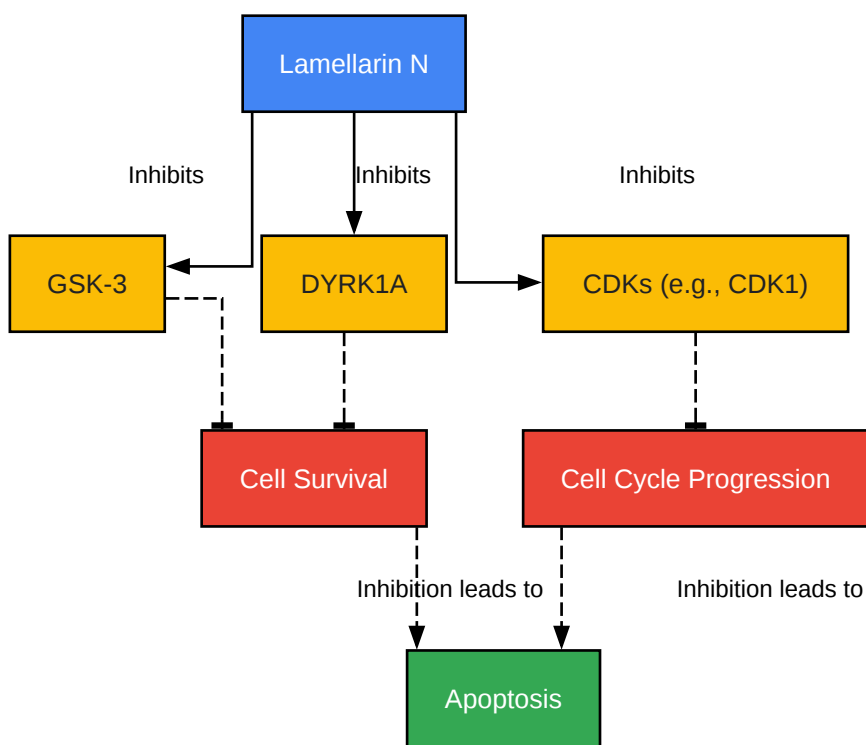 Lamellarin N
Inhibits
Inhibits
Inhibits
GSK-3
DYRK1A
CDKs (e.g., CDK1)
Cell Survival
Cell Cycle Progression
Inhibition leads to
Inhibition leads to
Apoptosis